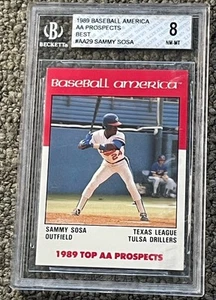 1989 BASEBALL AMERICA
AA PROSPECTS
BEST
#AA29 SAMMY SOSA
BECKETT
8
NM-MT
Baseball america
SAMMY SOSA
OUTFIELD
TEXAS LEAGUE
TULSA DRILLERS
1989 TOP AA PROSPECTS